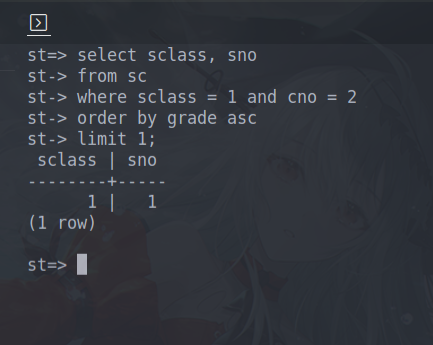 st=> select sclass, sno
st-> from sc
st-> where sclass = 1 and cno = 2
st-> order by grade asc
st-> limit 1;
 sclass | sno
--------+-----
      1 |   1
(1 row)

st=>